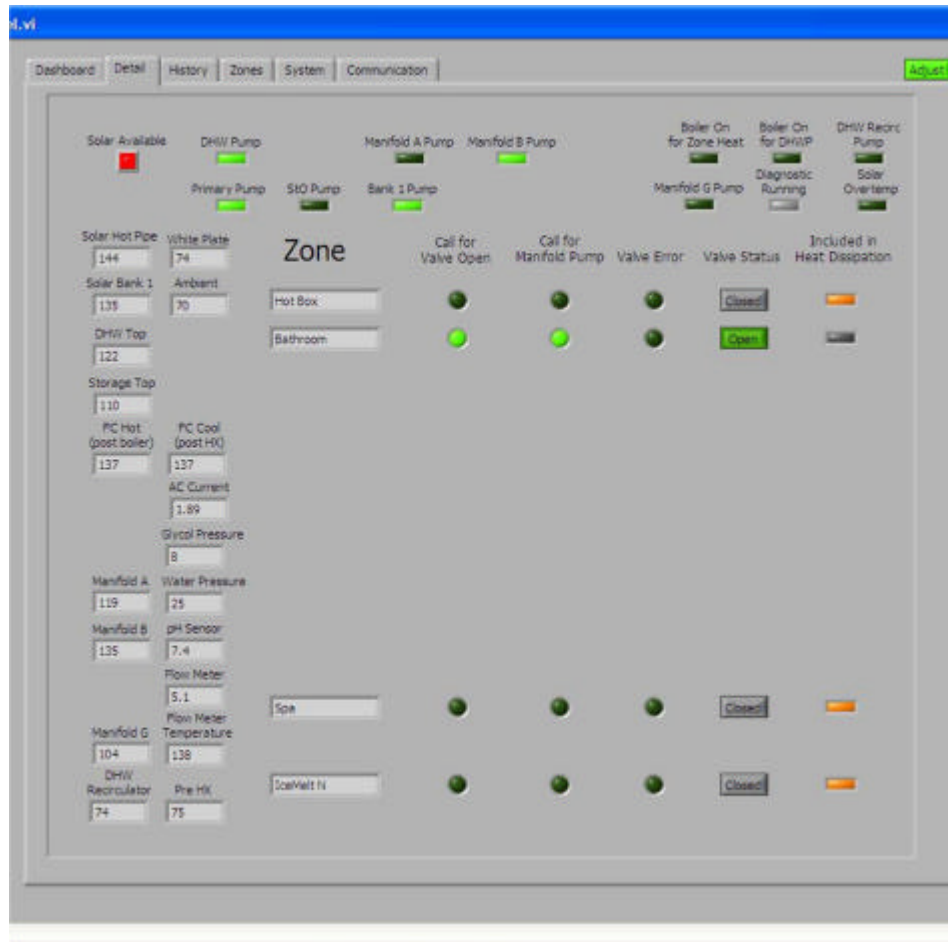 el.vi
Dashboard Detail History Zones System Communication Adjust
Solar Available DHW Pump Manifold A Pump Manifold B Pump Boiler On for Zone Heat Boiler On for DHWP DHW Recirc Pump
Primary Pump StO Pump Bank 1 Pump Manifold G Pump Diagnostic Running Solar Overtemp
Solar Hot Pipe White Plate Zone Call for Valve Open Call for Manifold Pump Valve Error Valve Status Included in Heat Dissipation
144 74
Solar Bank 1 Ambient
135 70 Hot Box Closed
DHW Top Bathroom Open
122
Storage Top
110
PC Hot (post boiler) PC Cool (post HX)
137 137
AC Current
1.89
Glycol Pressure
8
Manifold A Water Pressure
119 25
Manifold B pH Sensor
135 7.4
Flow Meter
5.1 Spa Closed
Manifold G Flow Meter Temperature
104 138
DHW Recirculator Pre HX IceMelt N Closed
74 75